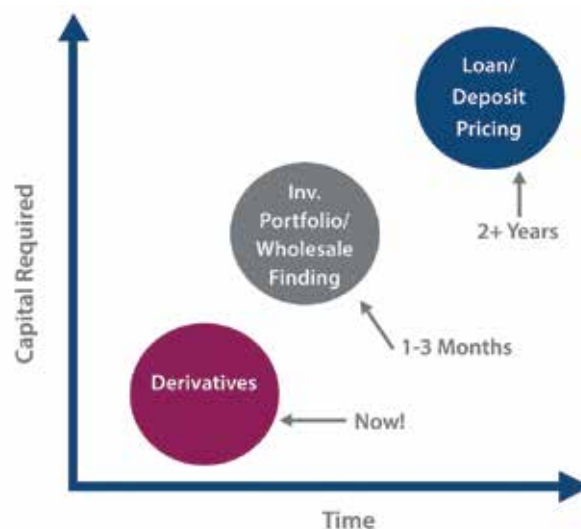 Loan/
Deposit
Pricing
2+ Years
Inv.
Portfolio/
Wholesale
Finding
1-3 Months
Derivatives
Now!
Capital Required
Time